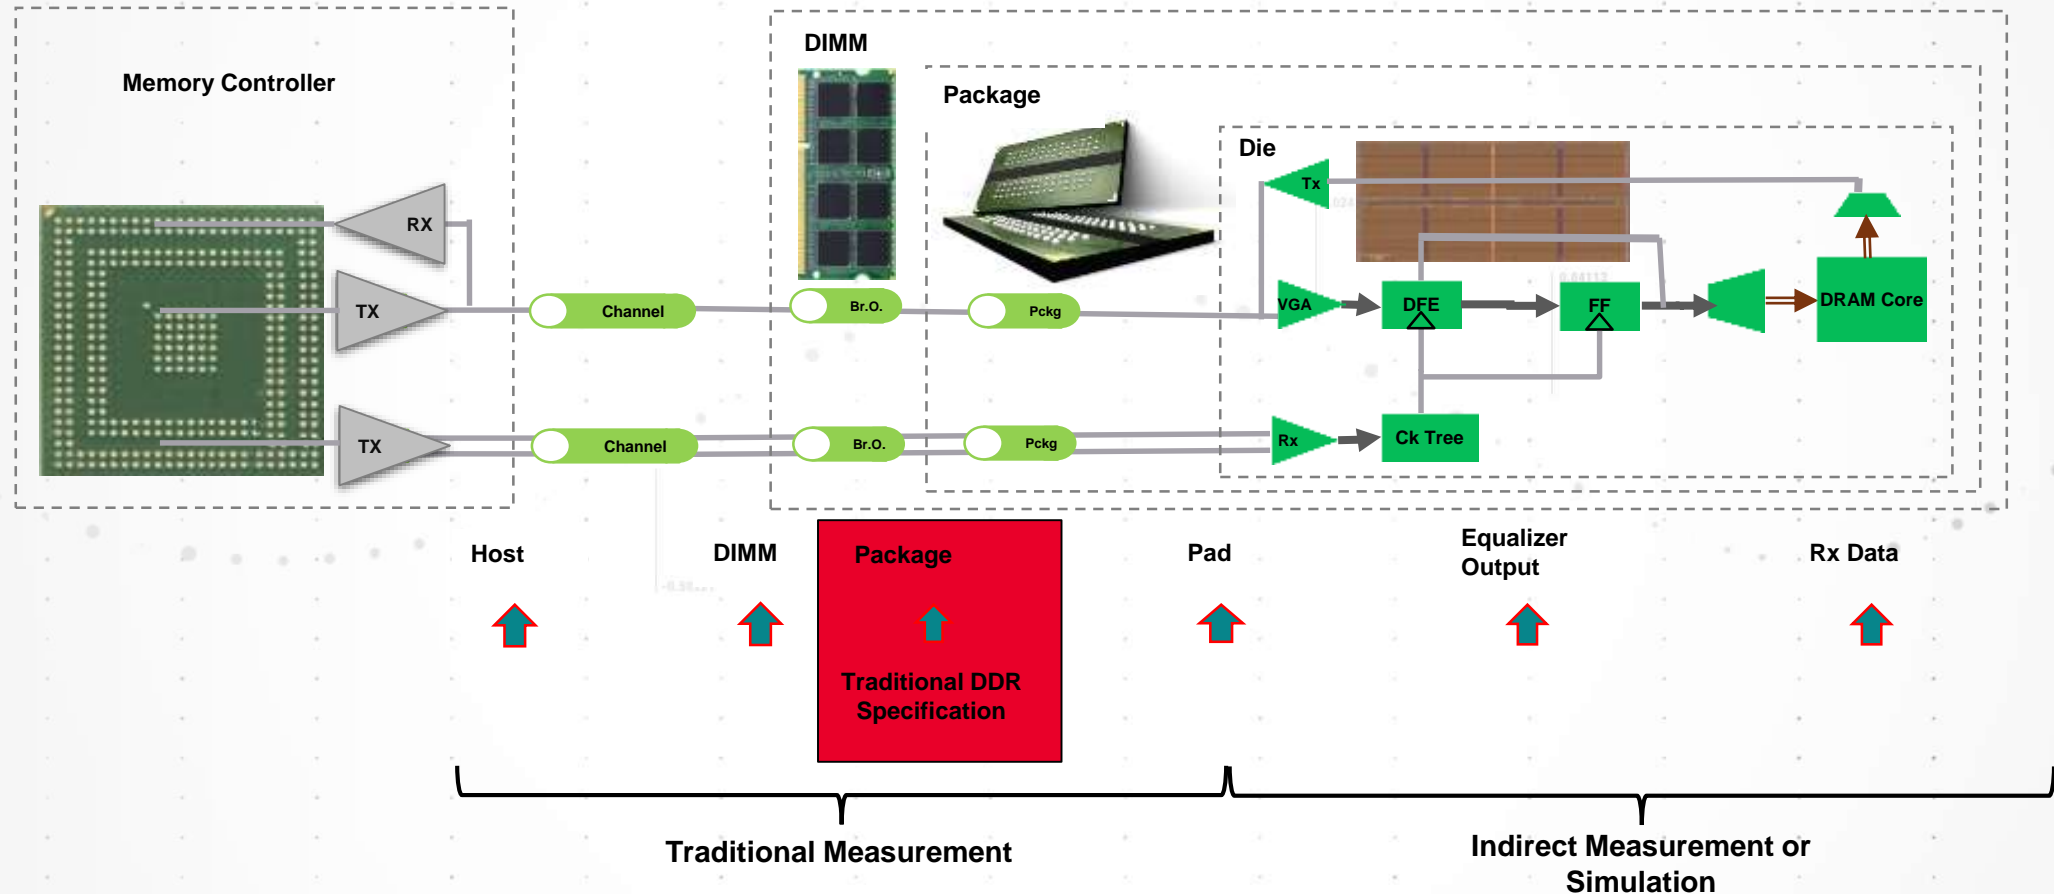 DIMM
Memory Controller
Package
Die
Tx
RX
TX
Channel
Br.O.
Pckg
VGA
DFE
FF
DRAM Core
TX
Channel
Br.O.
Pckg
Rx
Ck Tree
0.84113
Host
DIMM
Package
Pad
Equalizer
Output
Rx Data
Traditional DDR
Specification
Traditional Measurement
Indirect Measurement or
Simulation